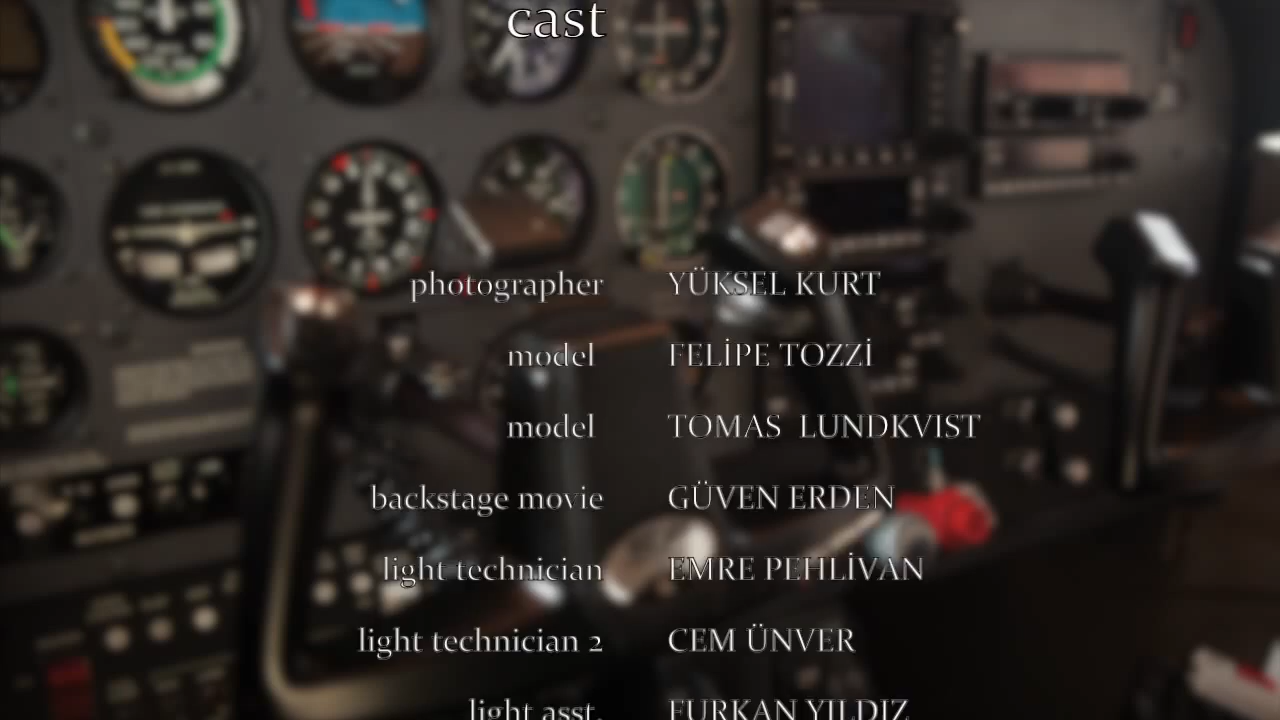 cast
photographer YÜKSEL KURT
model FELİPE TOZZİ
model TOMAS LUNDKVIST
backstage movie GÜVEN ERDEN
light technician EMRE PEHLİVAN
light technician 2 CEM ÜNVER
light asst. FURKAN YILDIZ